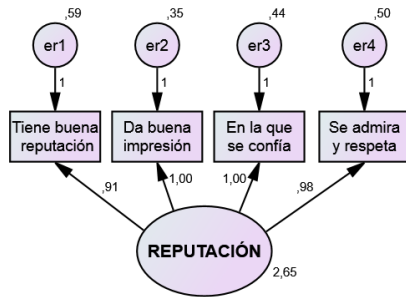 ,59
,35
,44
,50
er1
er2
er3
er4
1
1
1
1
Tiene buena
reputación
Da buena
impresión
En la que
se confía
Se admira
y respeta
,91
1,00
1,00
,98
REPUTACIÓN
2,65